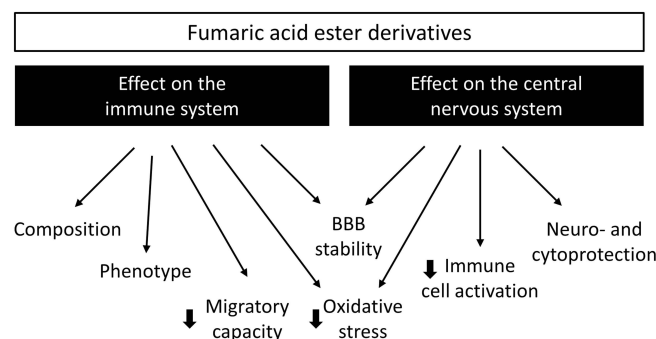 Fumaric acid ester derivatives
Effect on the
immune system
Effect on the central
nervous system
Composition
Phenotype
Migratory
capacity
Oxidative
stress
BBB
stability
Immune
cell activation
Neuro- and
cytoprotection